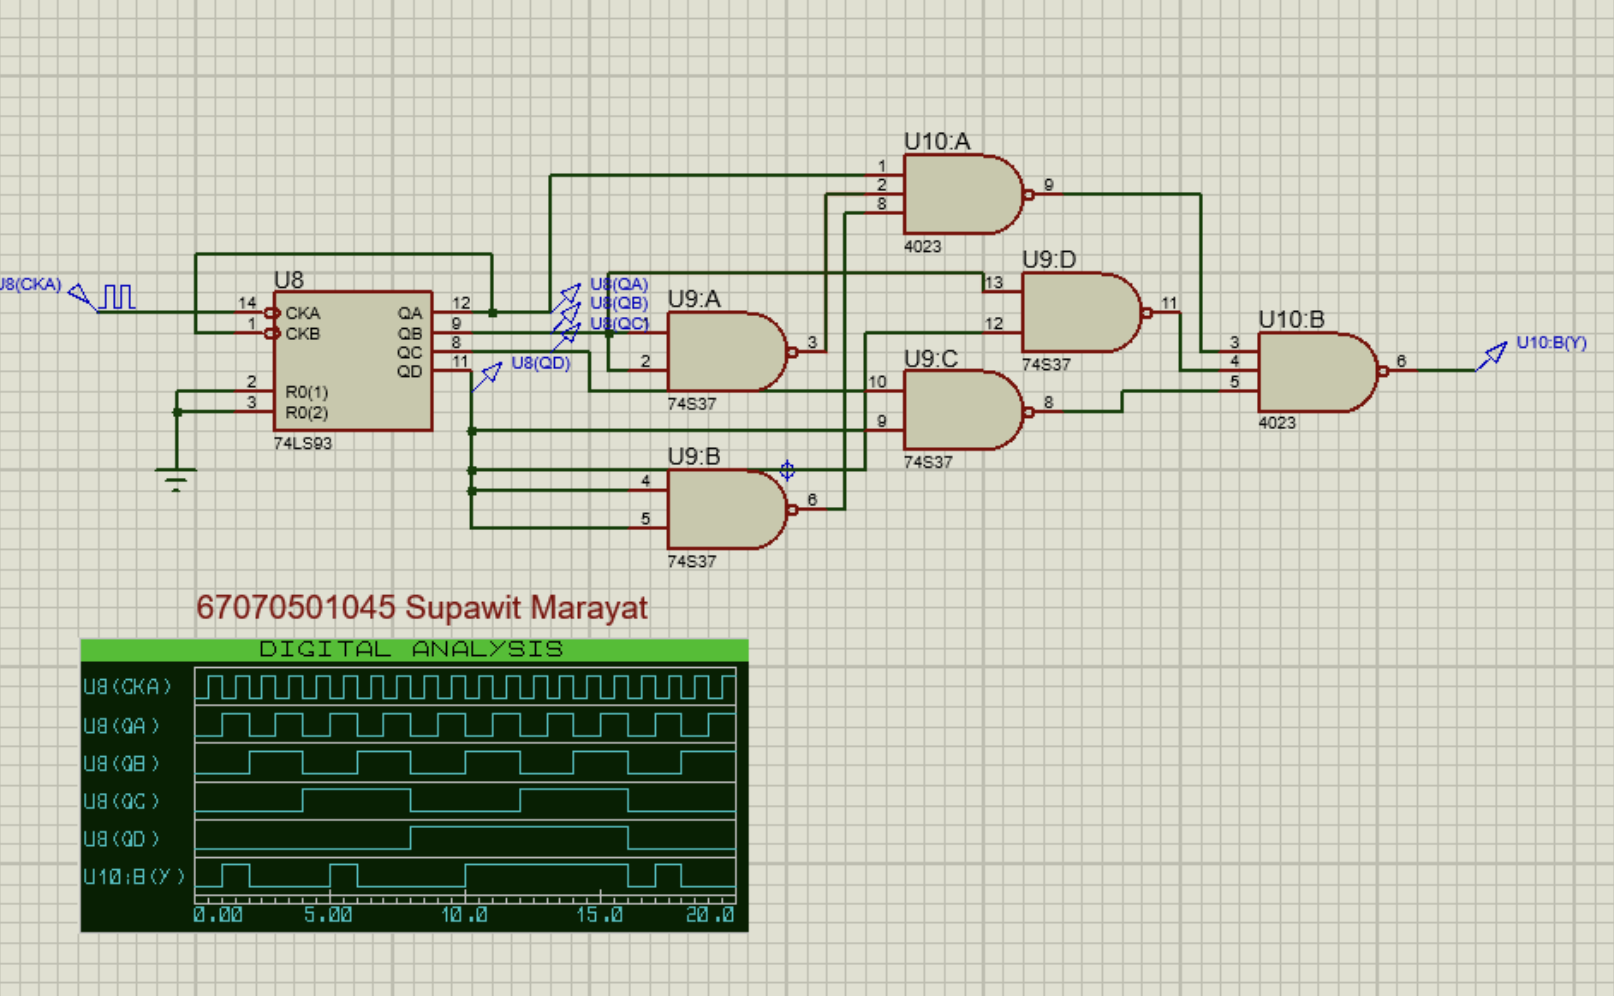 U10:A
1
2
8
9
4023
U9:D
13
12
11
74S37
U8(CKA)
U8
14
1
2
3
CKA
CKB
R0(1)
R0(2)
QA
QB
QC
QD
12
9
8
11
74LS93
U8(QA)
U8(QB)
U8(QC)
U8(QD)
U9:A
2
3
74S37
U9:C
10
9
8
74S37
U10:B
3
4
5
6
4023
U10:B(Y)
U9:B
4
5
6
74S37
67070501045 Supawit Marayat
DIGITAL ANALYSIS
U8(CKA)
U8(QA)
U8(QB)
U8(QC)
U8(QD)
U10:B(Y)
0.00 5.00 10.0 15.0 20.0